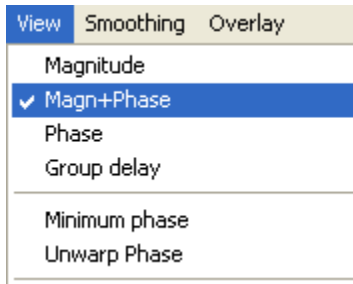 View Smoothing Overlay
Magnitude
Magn+Phase
Phase
Group delay
Minimum phase
Unwarp Phase